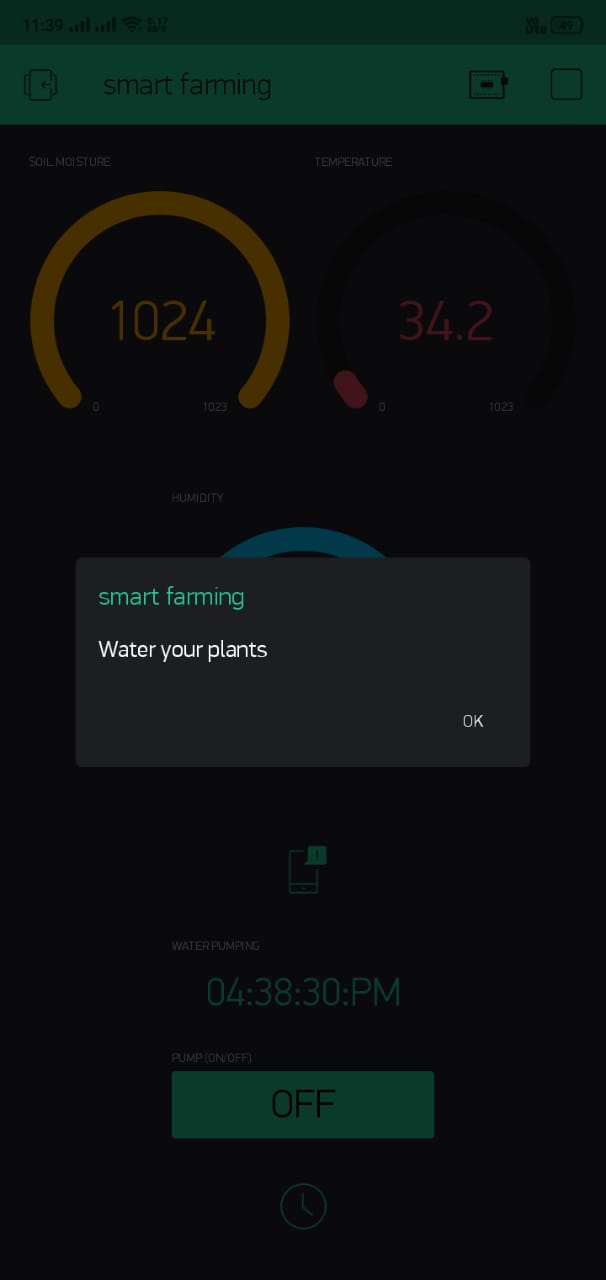 11:39 0.17 KB/S VO LTE 49
smart farming
SOIL MOISTURE TEMPERATURE
1024 34.2
0 1023 0 1023
HUMIDITY
smart farming
Water your plants
OK
WATER PUMPING
04:38:30:PM
PUMP (ON/OFF)
OFF